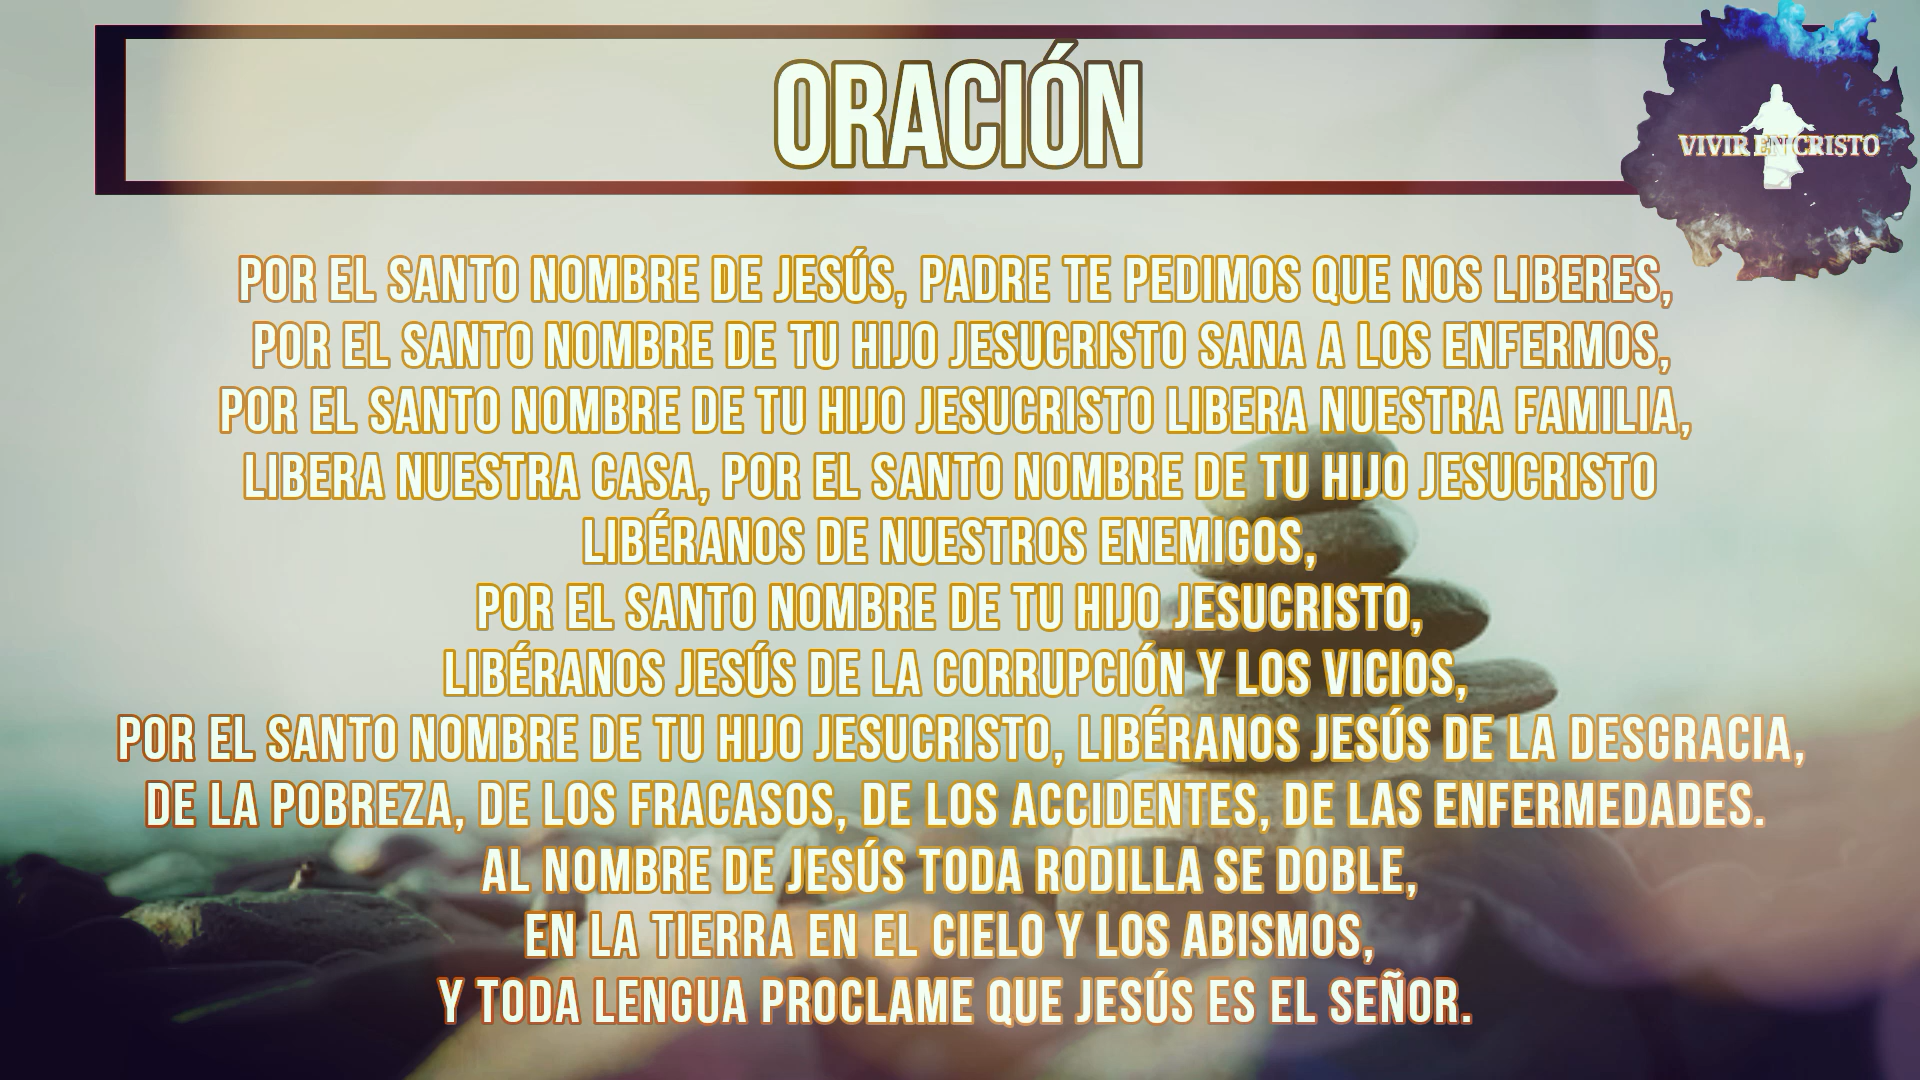 ORACIÓN
VIVIR EN CRISTO
POR EL SANTO NOMBRE DE JESÚS, PADRE TE PEDIMOS QUE NOS LIBERES,
POR EL SANTO NOMBRE DE TU HIJO JESUCRISTO SANA A LOS ENFERMOS,
POR EL SANTO NOMBRE DE TU HIJO JESUCRISTO LIBERA NUESTRA FAMILIA,
LIBERA NUESTRA CASA, POR EL SANTO NOMBRE DE TU HIJO JESUCRISTO
LIBÉRANOS DE NUESTROS ENEMIGOS,
POR EL SANTO NOMBRE DE TU HIJO JESUCRISTO,
LIBÉRANOS JESÚS DE LA CORRUPCIÓN Y LOS VICIOS,
POR EL SANTO NOMBRE DE TU HIJO JESUCRISTO, LIBÉRANOS JESÚS DE LA DESGRACIA,
DE LA POBREZA, DE LOS FRACASOS, DE LOS ACCIDENTES, DE LAS ENFERMEDADES.
AL NOMBRE DE JESÚS TODA RODILLA SE DOBLE,
EN LA TIERRA EN EL CIELO Y LOS ABISMOS,
Y TODA LENGUA PROCLAME QUE JESÚS ES EL SEÑOR.